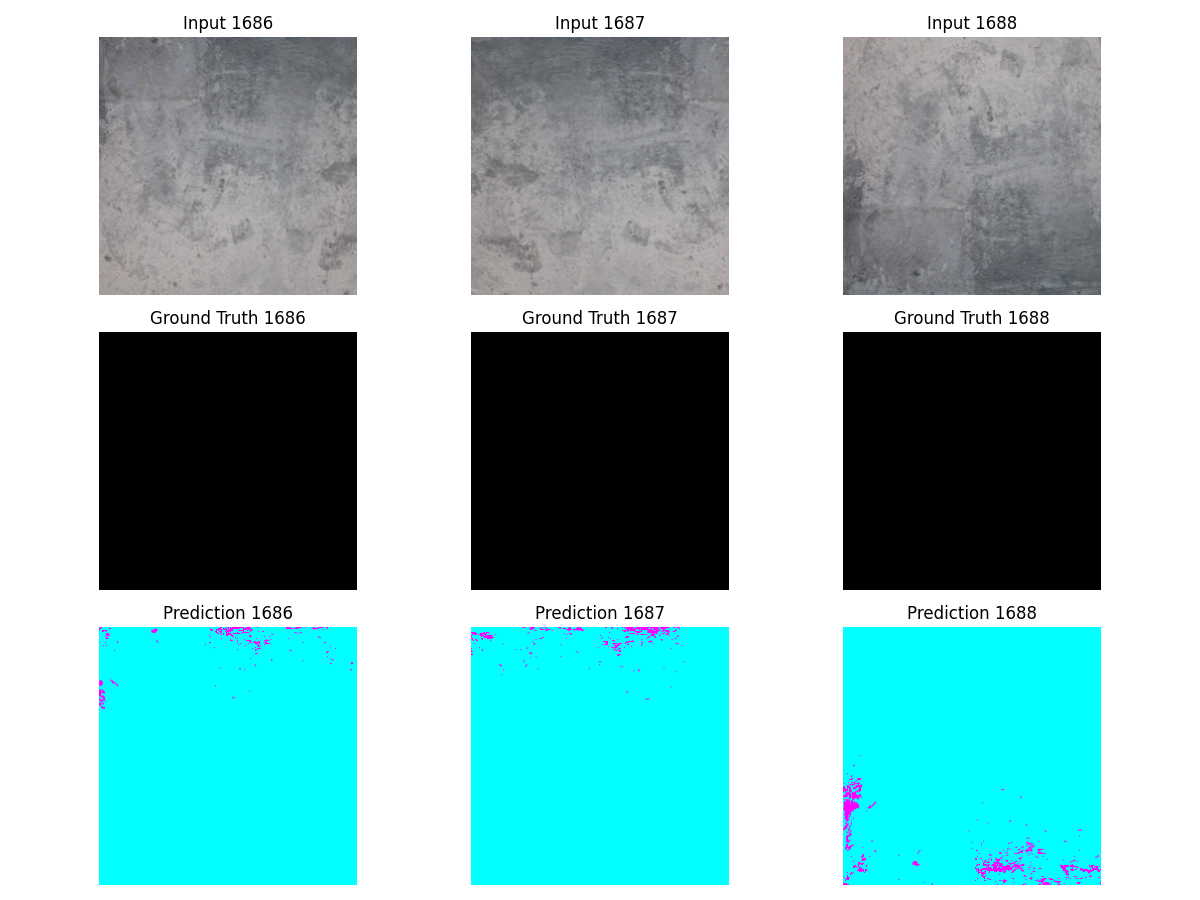 Input 1686
Input 1687
Input 1688
Ground Truth 1686
Ground Truth 1687
Ground Truth 1688
Prediction 1686
Prediction 1687
Prediction 1688